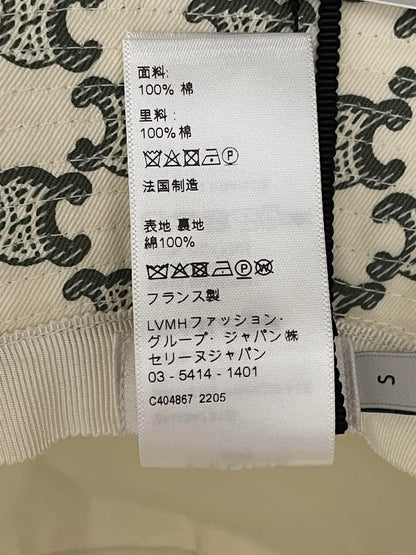 面料:
100% 棉
里料:
100% 棉
P
法国制造
表地 裏地
綿100%
P W
フランス製
LVMHファッション・
グループ・ジャパン㈱
セリーヌジャパン
03 - 5414 - 1401
C404867 2205
S